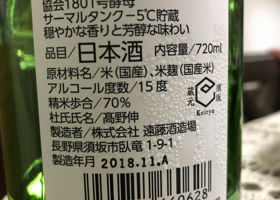 協会1801号酵母
サーマルタンク−5℃貯蔵
穏やかな香りと芳醇な味わい
品目／日本酒 内容量／720㎖
原材料名／米（国産）、米麹（国産米）
アルコール度数／15度
精米歩合／70％
杜氏氏名／髙野伸
蔵元
Keiryu
製造者／株式会社 遠藤酒造場
長野県須坂市臥竜 1-9-1
製造年月 2018.11.A